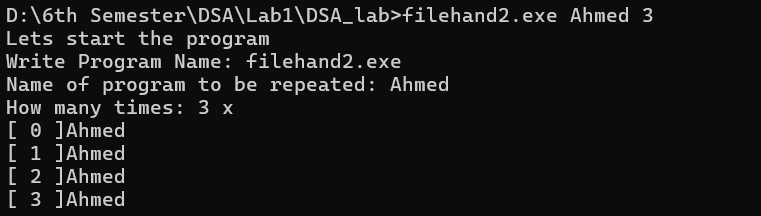 D:\6th Semester\DSA\Lab1\DSA_lab>filehand2.exe Ahmed 3
Lets start the program
Write Program Name: filehand2.exe
Name of program to be repeated: Ahmed
How many times: 3 x
[ 0 ]Ahmed
[ 1 ]Ahmed
[ 2 ]Ahmed
[ 3 ]Ahmed